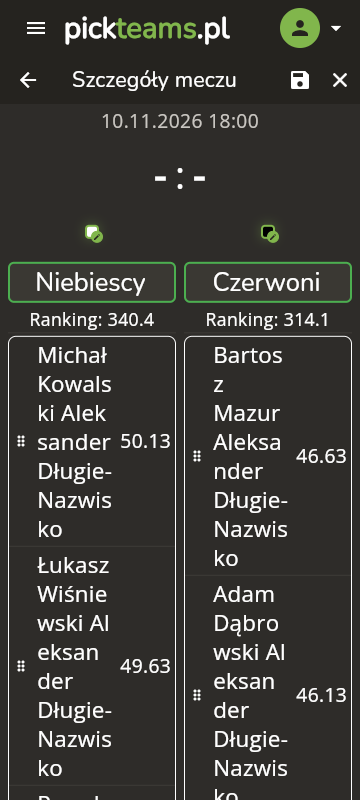 pickteams.pl
Szczegóły meczu
10.11.2026 18:00
- : -
Niebiescy
Ranking: 340.4
Michał
Kowals
ki Alek
sander
Długie-
Nazwis
ko
50.13
Łukasz
Wiśnie
wski Al
eksan
der
Długie-
Nazwis
ko
49.63
Czerwoni
Ranking: 314.1
Bartos
z
Mazur
Aleksa
nder
Długie-
Nazwis
ko
46.63
Adam
Dąbro
wski Al
eksan
der
Długie-
Nazwis
ko
46.13